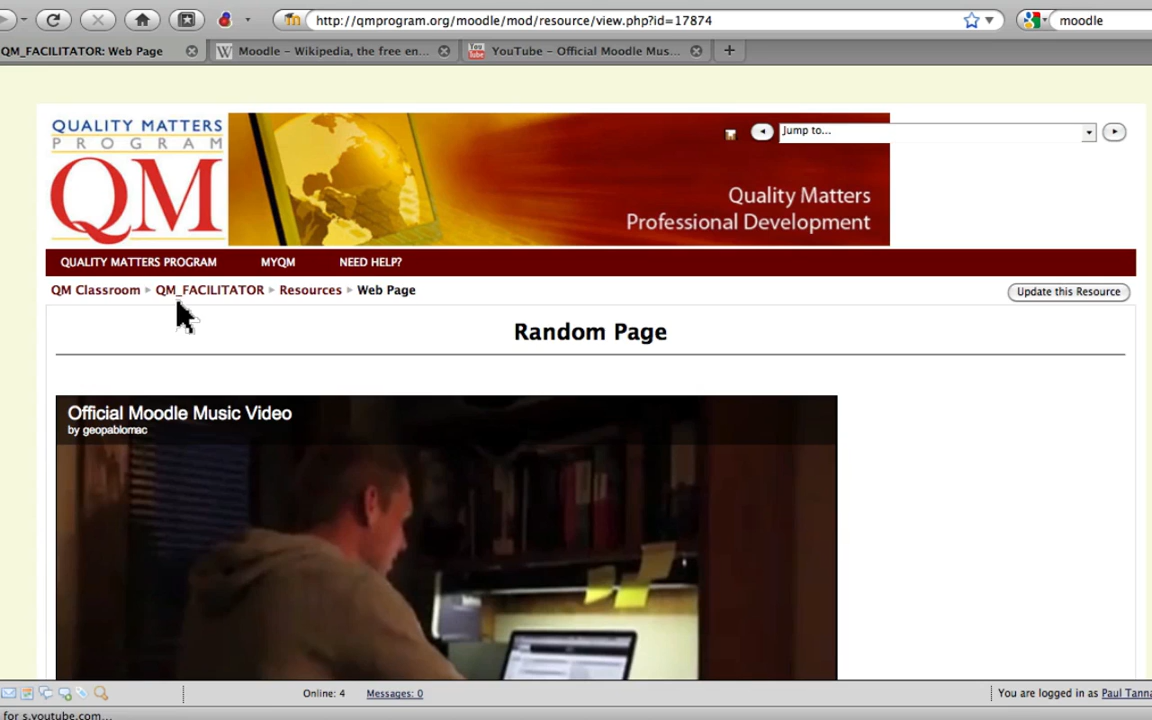 http://qmprogram.org/moodle/mod/resource/view.php?id=17874
moodle
QM_FACILITATOR: Web Page
Moodle – Wikipedia, the free en...
YouTube – Official Moodle Mus...
QUALITY MATTERS
PROGRAM
QM
Jump to...
Quality Matters
Professional Development
QUALITY MATTERS PROGRAM MYQM NEED HELP?
QM Classroom QM_FACILITATOR Resources Web Page
Update this Resource
Random Page
Official Moodle Music Video
by geopablomac
Online: 4 Messages: 0
You are logged in as Paul Tanna
for s.youtube.com...